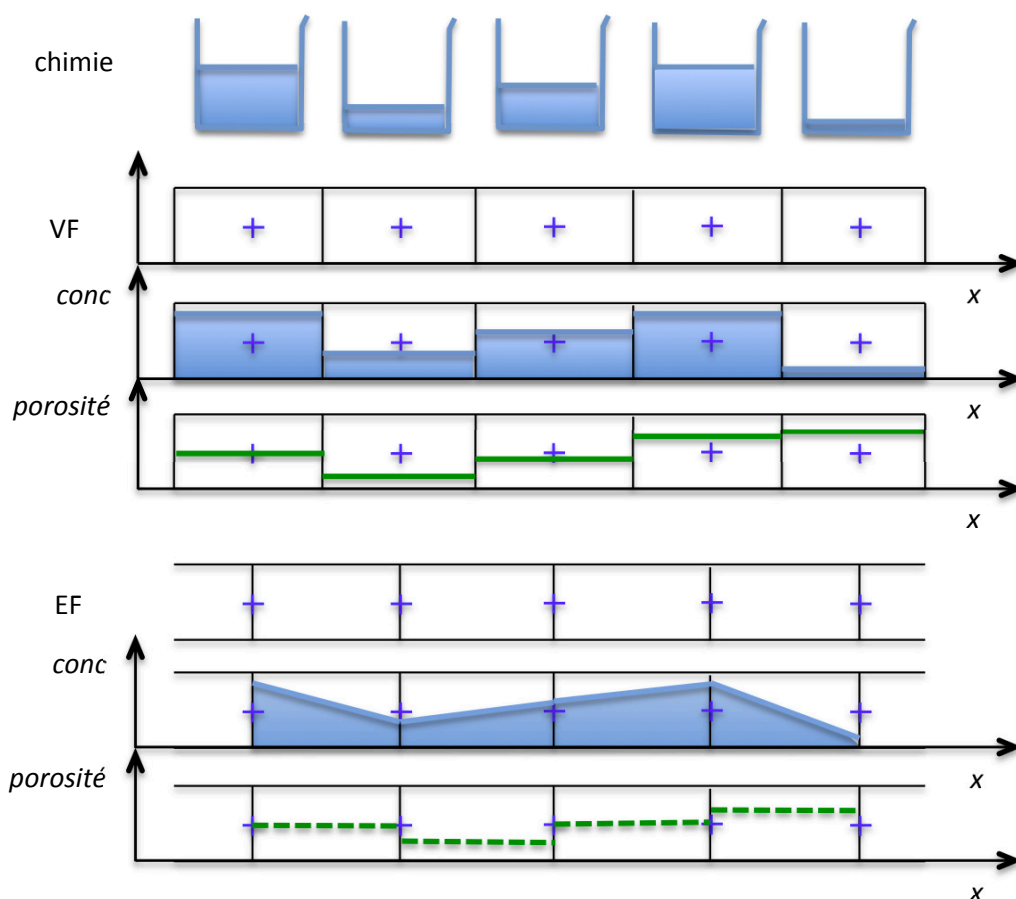 chimie
VF
x
conc
x
porosité
x
EF
conc
x
porosité
x